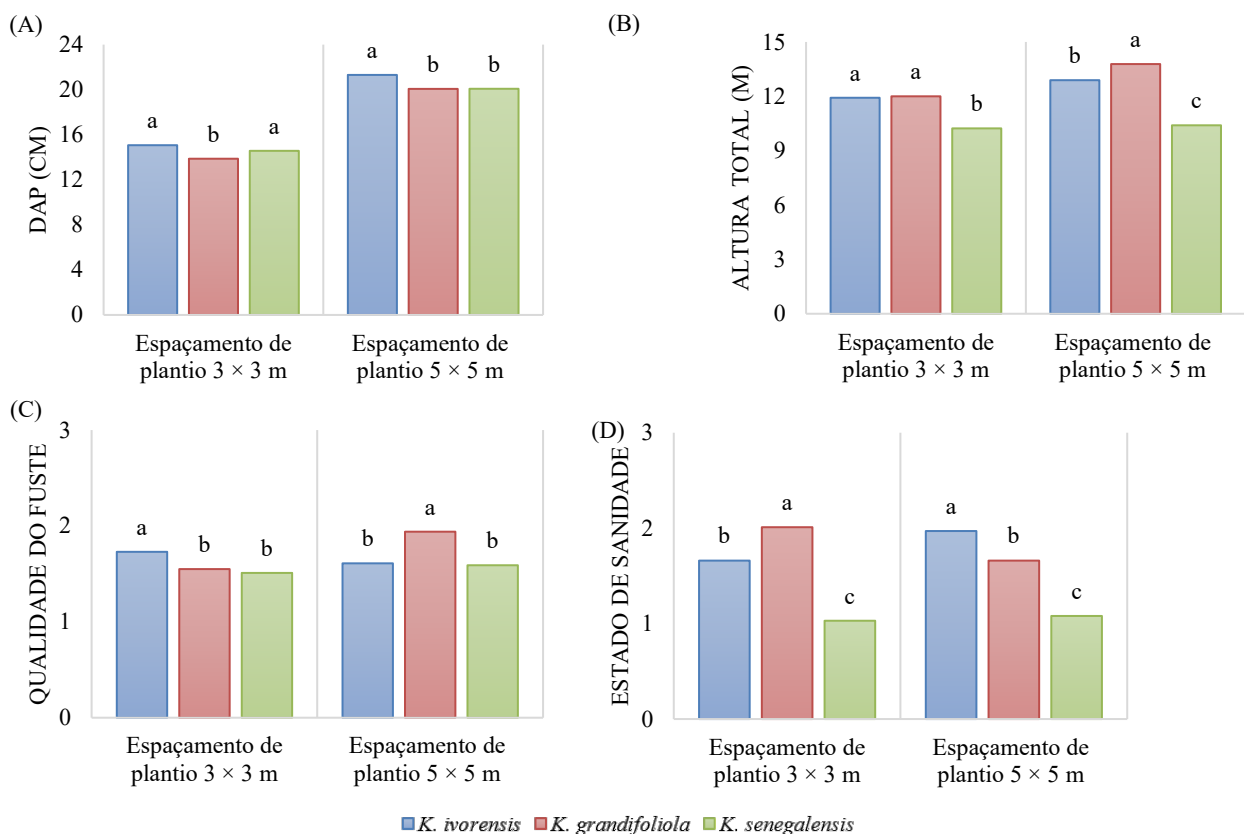 (A)
DAP (CM)
24
20
16
12
8
4
0
a
b
a
a
b
b
Espaçamento de
plantio 3 × 3 m
Espaçamento de
plantio 5 × 5 m
(B)
ALTURA TOTAL (M)
15
12
9
6
3
0
a
a
b
b
a
c
Espaçamento de
plantio 3 × 3 m
Espaçamento de
plantio 5 × 5 m
(C)
QUALIDADE DO FUSTE
3
2
1
0
a
b
b
b
a
b
Espaçamento de
plantio 3 × 3 m
Espaçamento de
plantio 5 × 5 m
(D)
ESTADO DE SANIDADE
3
2
1
0
b
a
c
a
b
c
Espaçamento de
plantio 3 × 3 m
Espaçamento de
plantio 5 × 5 m
K. ivorensis K. grandifoliola K. senegalensis